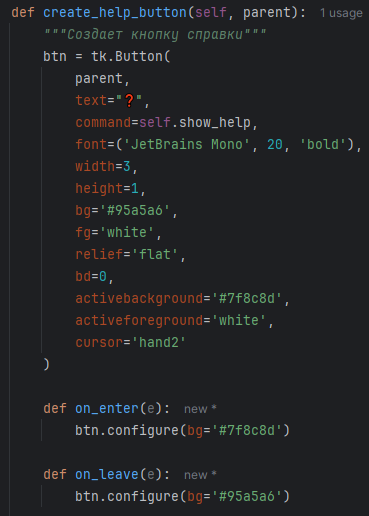 def create_help_button(self, parent): 1 usage
    """Создает кнопку справки"""
    btn = tk.Button(
        parent,
        text="❓",
        command=self.show_help,
        font=('JetBrains Mono', 20, 'bold'),
        width=3,
        height=1,
        bg='#95a5a6',
        fg='white',
        relief='flat',
        bd=0,
        activebackground='#7f8c8d',
        activeforeground='white',
        cursor='hand2'
    )
    def on_enter(e): new *
        btn.configure(bg='#7f8c8d')
    def on_leave(e): new *
        btn.configure(bg='#95a5a6')